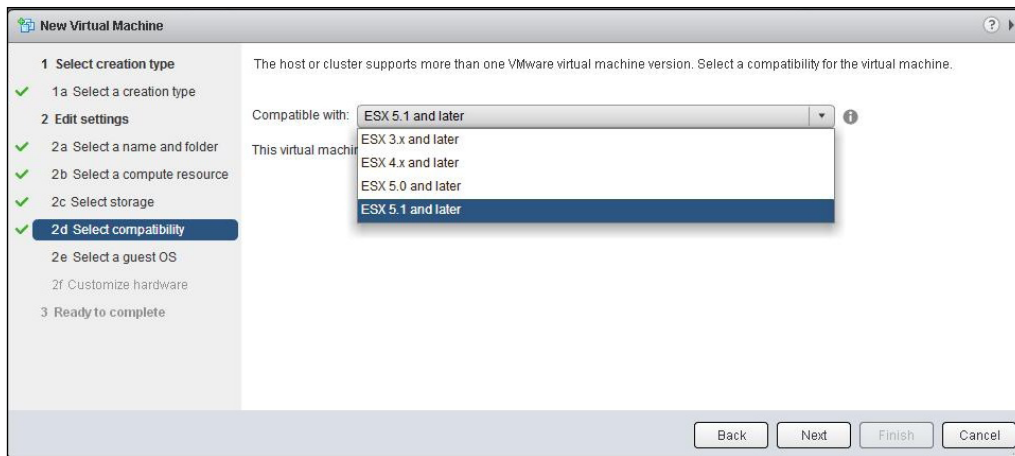 New Virtual Machine
?
1 Select creation type
1a Select a creation type
2 Edit settings
2a Select a name and folder
2b Select a compute resource
2c Select storage
2d Select compatibility
2e Select a guest OS
2f Customize hardware
3 Ready to complete
The host or cluster supports more than one VMware virtual machine version. Select a compatibility for the virtual machine.
Compatible with: ESX 5.1 and later
ESX 3.x and later
This virtual
ESX 4.x and later
ESX 5.0 and later
ESX 5.1 and later
Back Next Finish Cancel